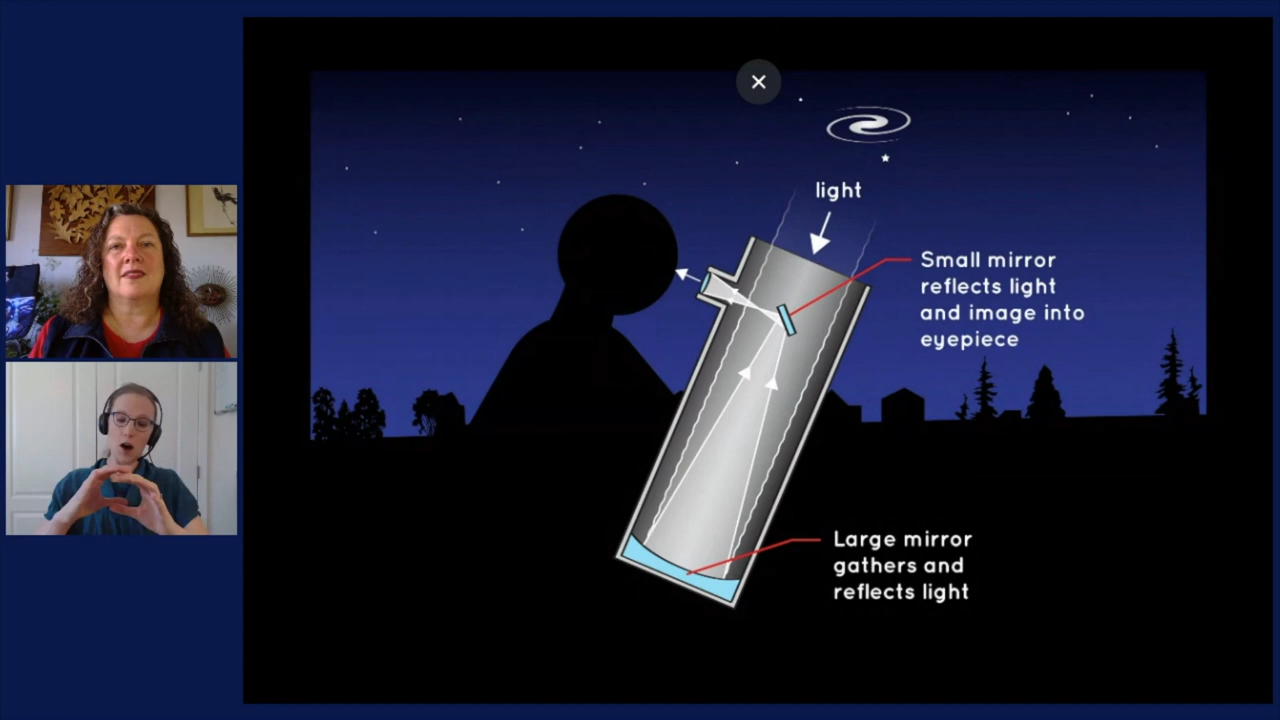 light
Small mirror
reflects light
and image into
eyepiece
Large mirror
gathers and
reflects light